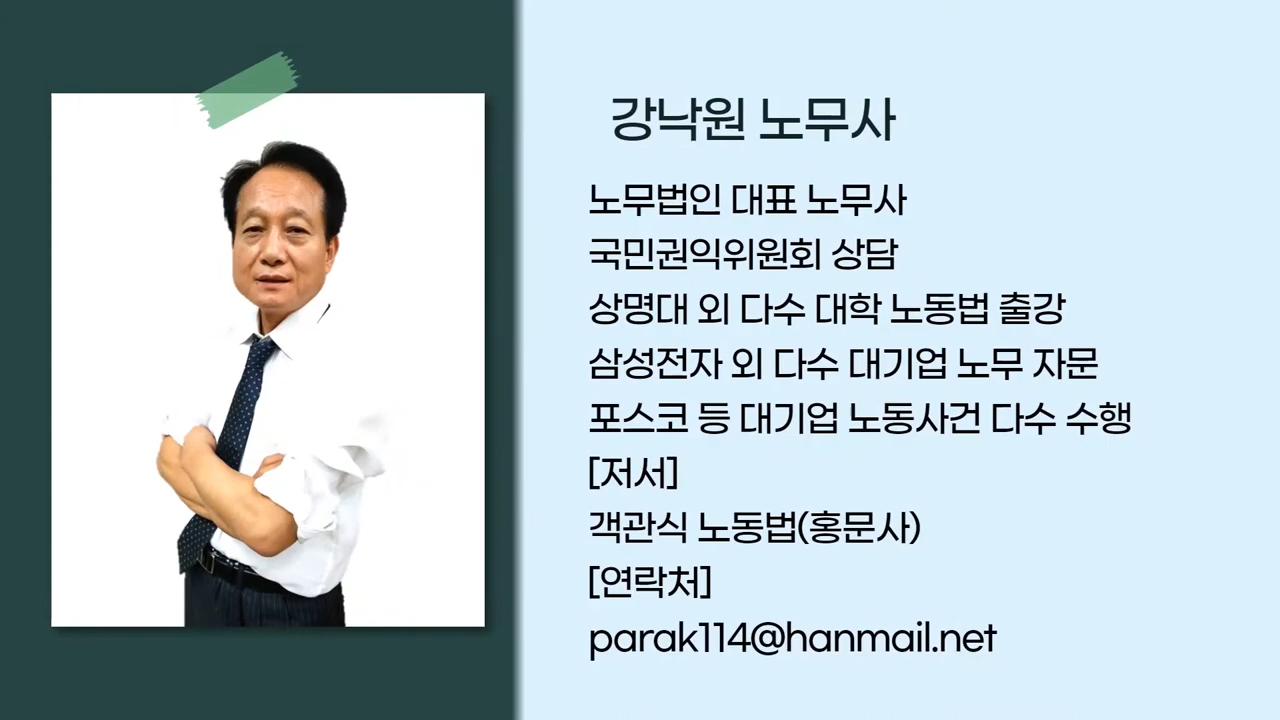 강낙원 노무사
노무법인 대표 노무사
국민권익위원회 상담
상명대 외 다수 대학 노동법 출강
삼성전자 외 다수 대기업 노무 자문
포스코 등 대기업 노동사건 다수 수행
[저서]
객관식 노동법(홍문사)
[연락처]
parak114@hanmail.net